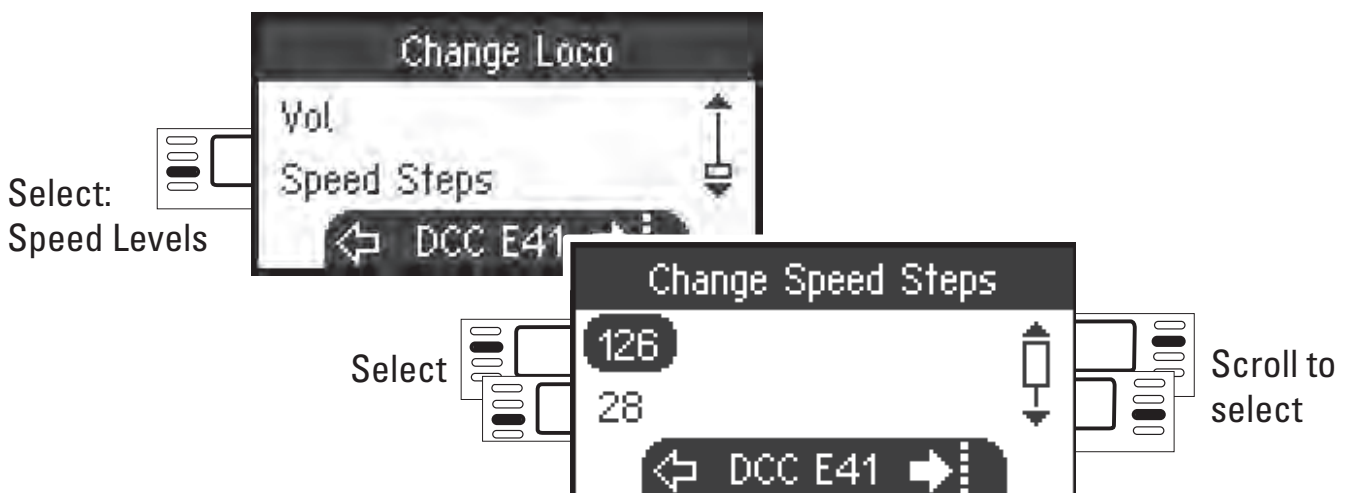 Change Loco
Vol
Speed Steps
DCC E41
Select:
Speed Levels
Change Speed Steps
126
28
DCC E41
Select
Scroll to
select